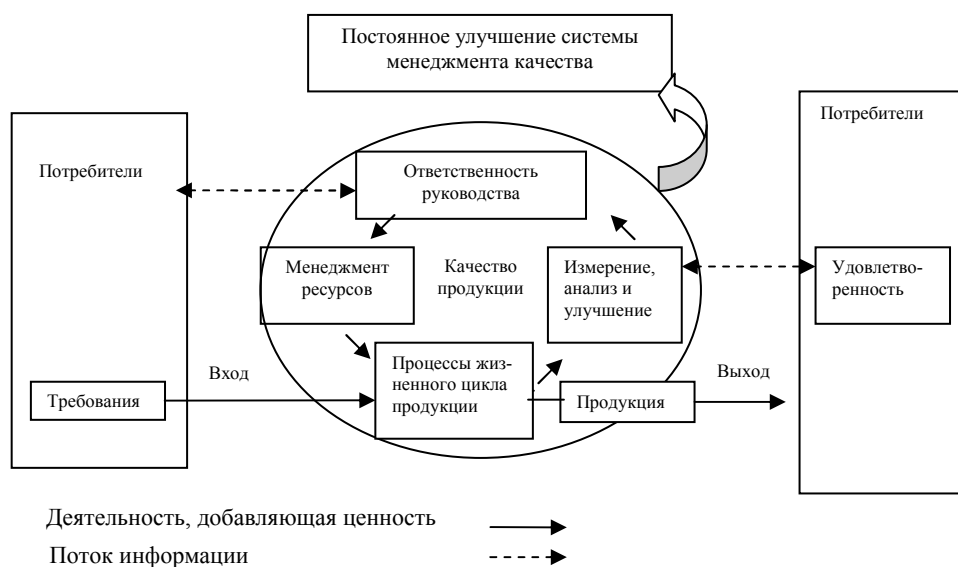 Постоянное улучшение системы
менеджмента качества
Потребители
Потребители
Ответственность
руководства
Менеджмент
ресурсов
Качество
продукции
Измерение,
анализ и
улучшение
Удовлетво-
ренность
Вход
Процессы жиз-
ненного цикла
продукции
Выход
Требования
Продукция
Деятельность, добавляющая ценность
Поток информации